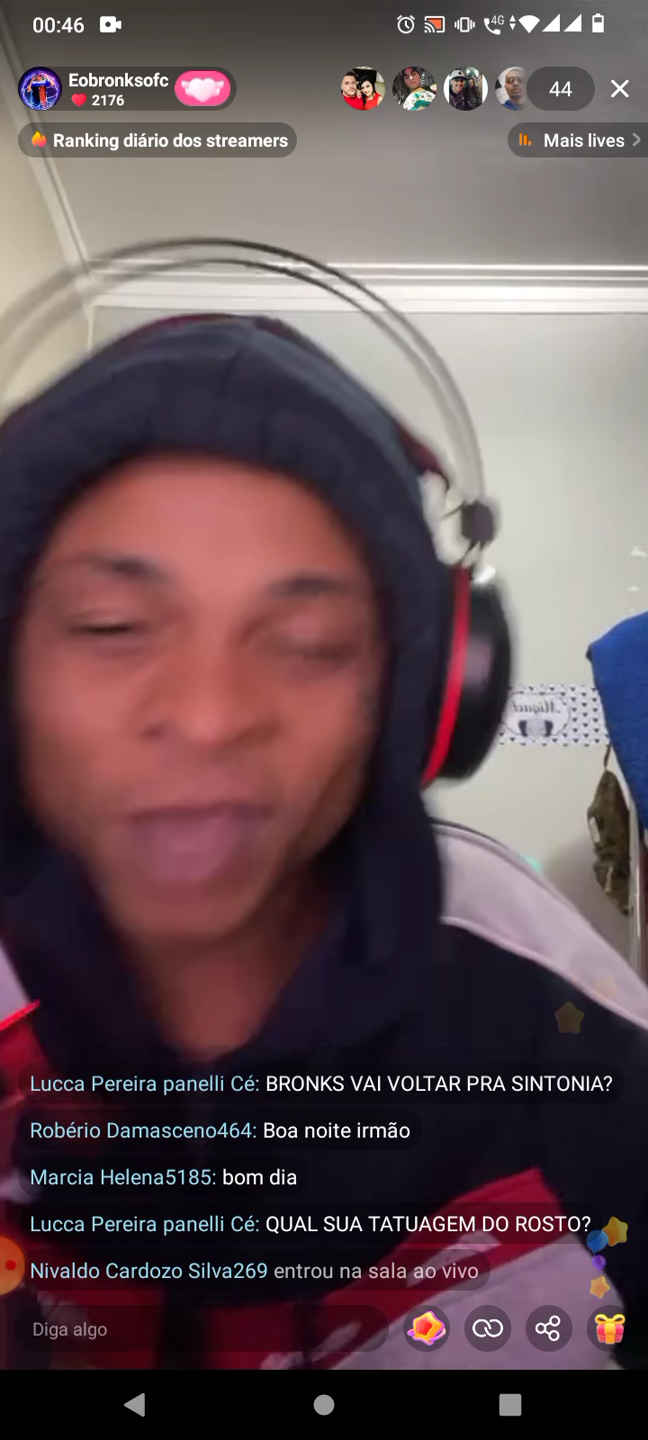 00:46
4G
Eobronksofc
2176
44
Ranking diário dos streamers
Mais lives
Miguel
Lucca Pereira panelli Cé: BRONKS VAI VOLTAR PRA SINTONIA?
Robério Damasceno464: Boa noite irmão
Marcia Helena5185: bom dia
Lucca Pereira panelli Cé: QUAL SUA TATUAGEM DO ROSTO?
Nivaldo Cardozo Silva269 entrou na sala ao vivo
Diga algo